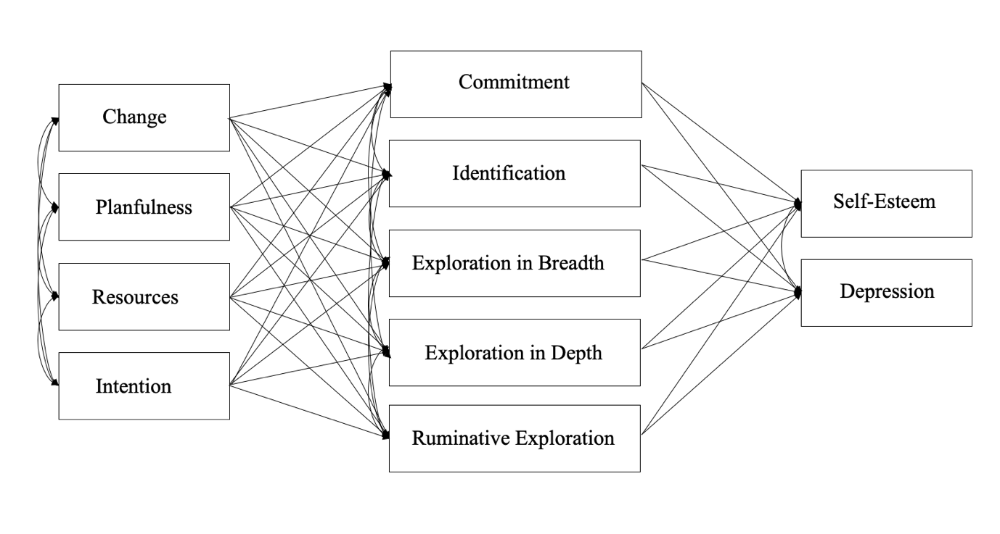 Change
Planfulness
Resources
Intention
Commitment
Identification
Exploration in Breadth
Exploration in Depth
Ruminative Exploration
Self-Esteem
Depression